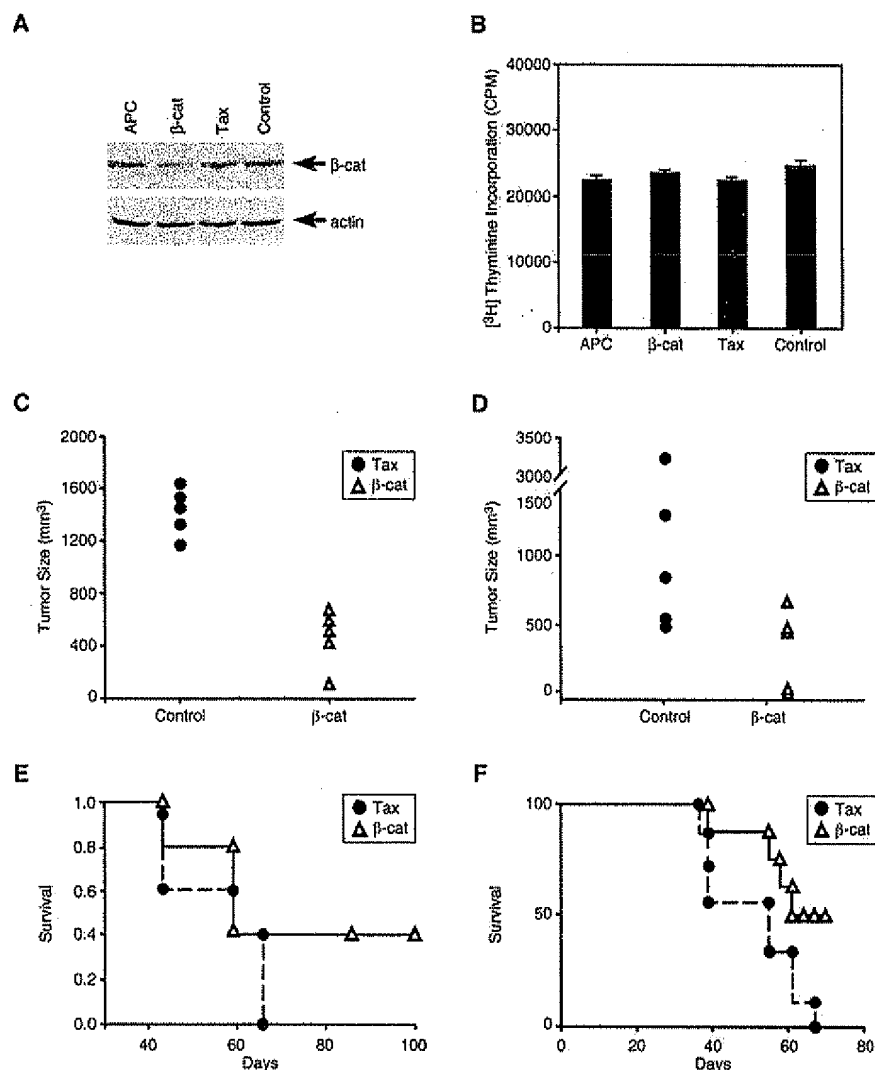 A
APC
β-cat
Tax
Control
β-cat
actin
B
[³H] Thyminine Incorporation (CPM)
40000
30000
20000
10000
0
APC
β-cat
Tax
Control
C
Tumor Size (mm³)
2000
1600
1200
800
400
0
Control
β-cat
Tax
β-cat
D
Tumor Size (mm³)
3500
3000
1500
1000
500
0
Control
β-cat
Tax
β-cat
E
Survival
1.0
0.8
0.6
0.4
0.2
0.0
40
60
80
100
Days
Tax
β-cat
F
Survival
100
50
0
0
20
40
60
80
Days
Tax
β-cat